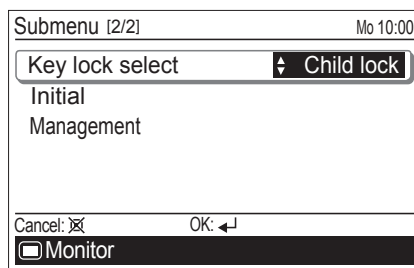 Submenu [2/2] Mo 10:00
Key lock select Child lock
Initial
Management
Cancel: OK:
Monitor